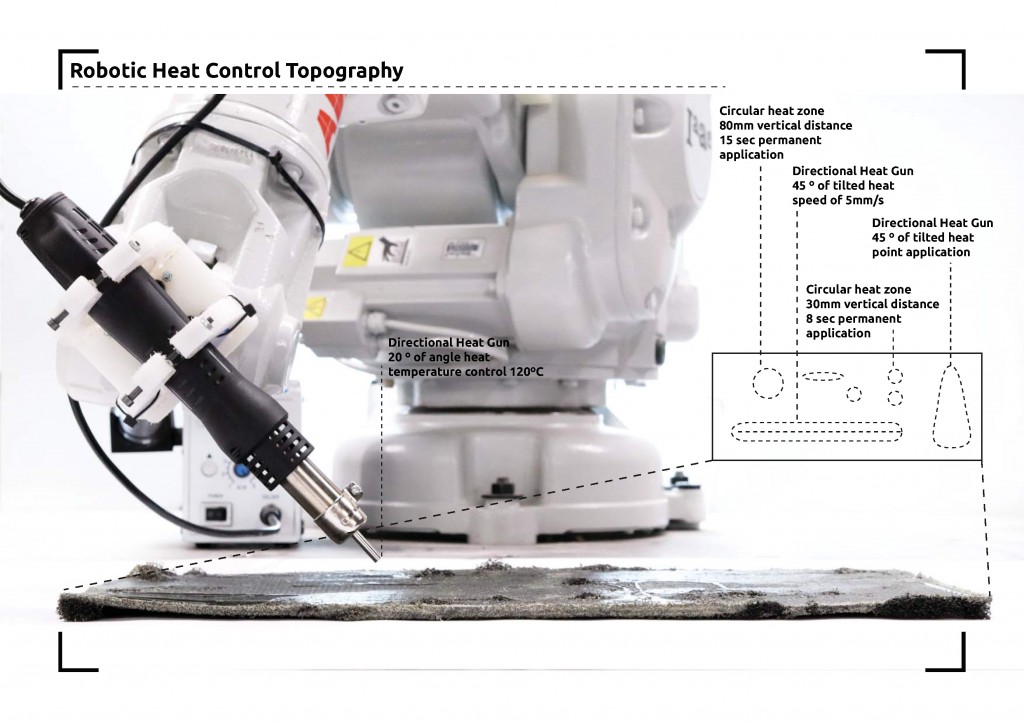 Robotic Heat Control Topography
Circular heat zone
80mm vertical distance
15 sec permanent
application
Directional Heat Gun
45 º of tilted heat
speed of 5mm/s
Directional Heat Gun
45 º of tilted heat
point application
Circular heat zone
30mm vertical distance
8 sec permanent
application
Directional Heat Gun
20 º of angle heat
temperature control 120ºC